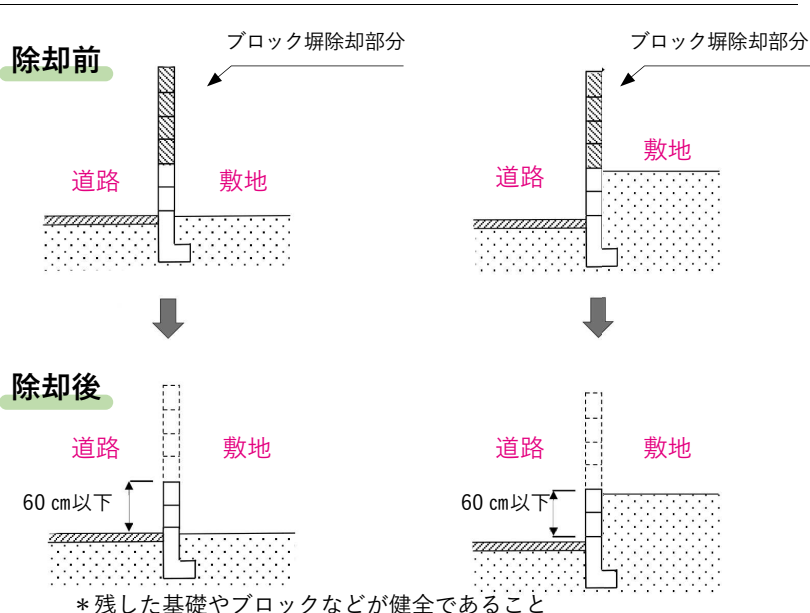 除却前
ブロック塀除却部分
ブロック塀除却部分
道路
敷地
道路
敷地
除却後
道路
敷地
道路
敷地
60 ㎝以下
60 ㎝以下
＊残した基礎やブロックなどが健全であること